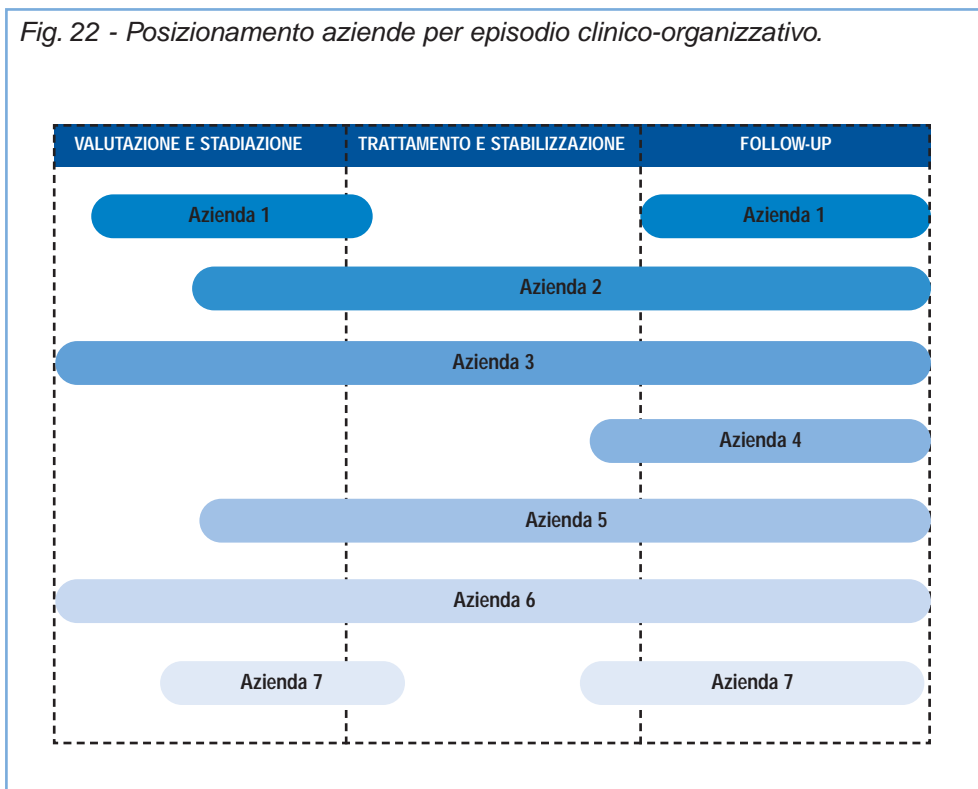 Fig. 22 - Posizionamento aziende per episodio clinico-organizzativo.
VALUTAZIONE E STADIAZIONE TRATTAMENTO E STABILIZZAZIONE FOLLOW-UP
Azienda 1 Azienda 1
Azienda 2
Azienda 3
Azienda 4
Azienda 5
Azienda 6
Azienda 7 Azienda 7